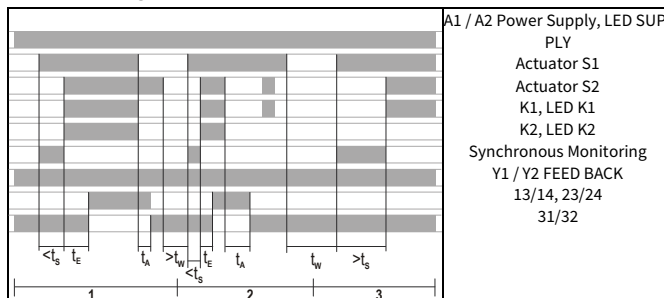 A1 / A2 Power Supply, LED SUP
PLY
Actuator S1
Actuator S2
K1, LED K1
K2, LED K2
Synchronous Monitoring
Y1 / Y2 FEED BACK
13/14, 23/24
31/32
<tS tE tA >tW tE tA tW >tS
<tS
1 2 3